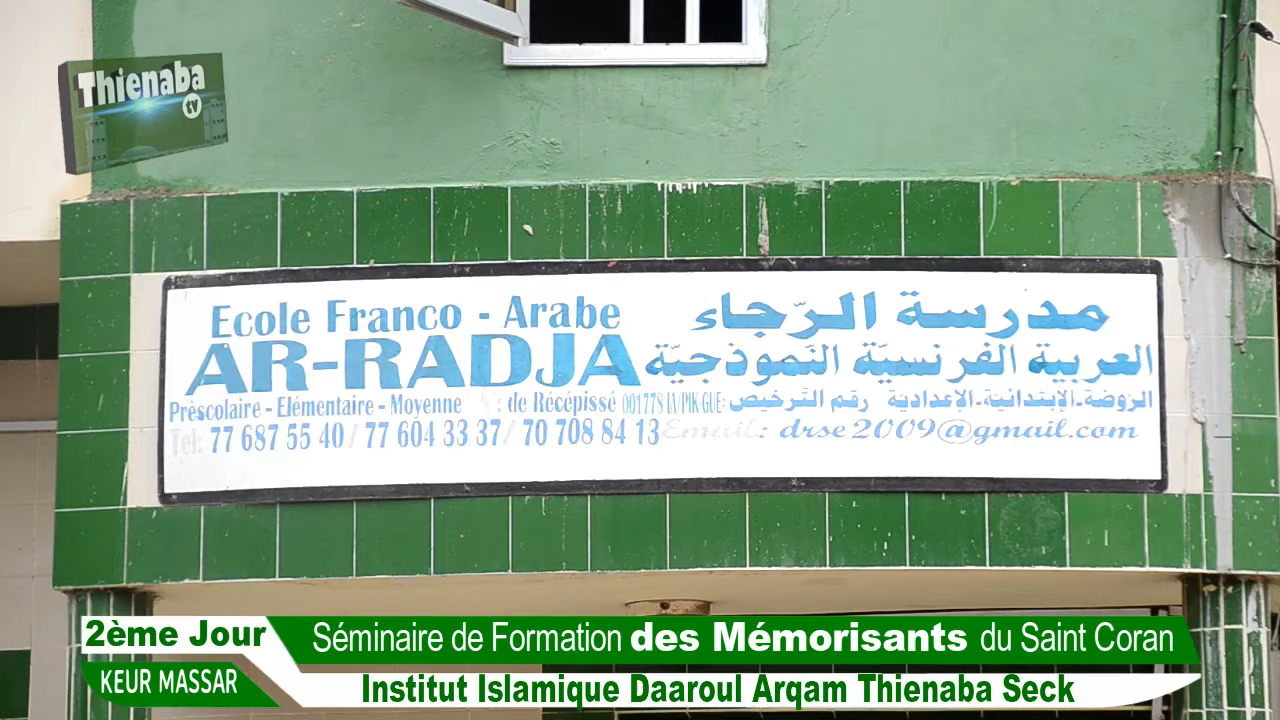 Thienaba
tv
Ecole Franco - Arabe
AR-RADJA
مدرسة الرّجاء
العربية الفرنسيّة النّموذجيّة
Prèscolaire - Elémentaire - Moyenne N°: de Récépissé 001778 IA/PIK-GUE:
الروضة-الإبتدائية-الإعدادية رقم التّرخيص
Tel: 77 687 55 40 / 77 604 33 37 / 70 708 84 13 Email: drse2009@gmail.com
2ème Jour
Séminaire de Formation des Mémorisants du Saint Coran
KEUR MASSAR
Institut Islamique Daaroul Arqam Thienaba Seck